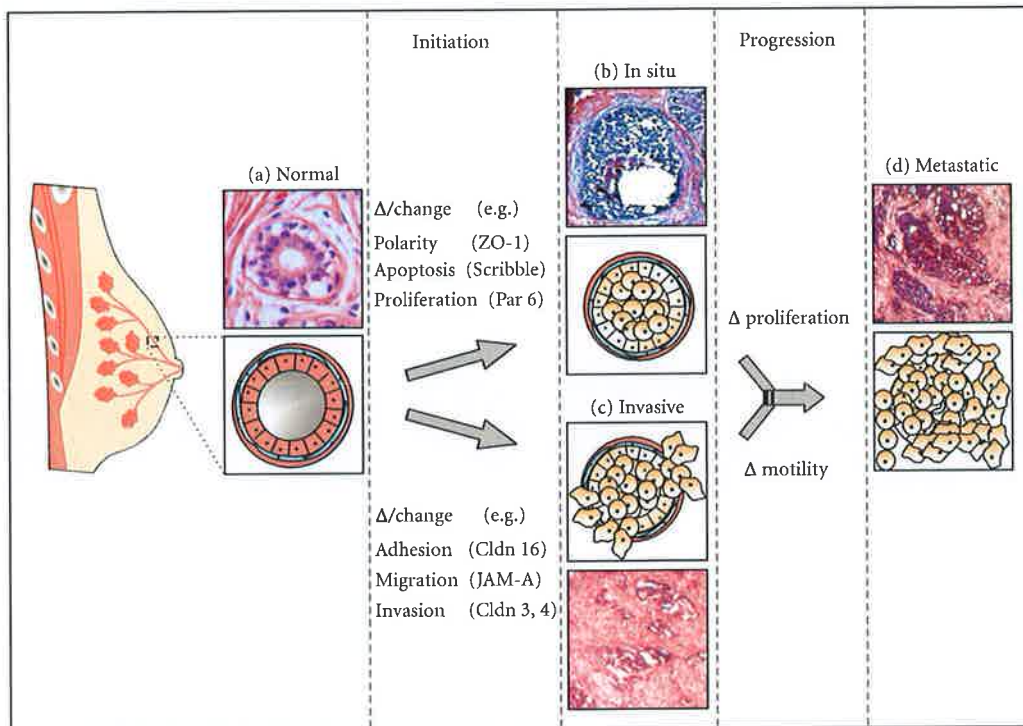 Initiation
Progression
(b) In situ
(a) Normal
(d) Metastatic
Δ/change (e.g.)
Polarity (ZO-1)
Apoptosis (Scribble)
Proliferation (Par 6)
Δ proliferation
(c) Invasive
Δ motility
Δ/change (e.g.)
Adhesion (Cldn 16)
Migration (JAM-A)
Invasion (Cldn 3, 4)